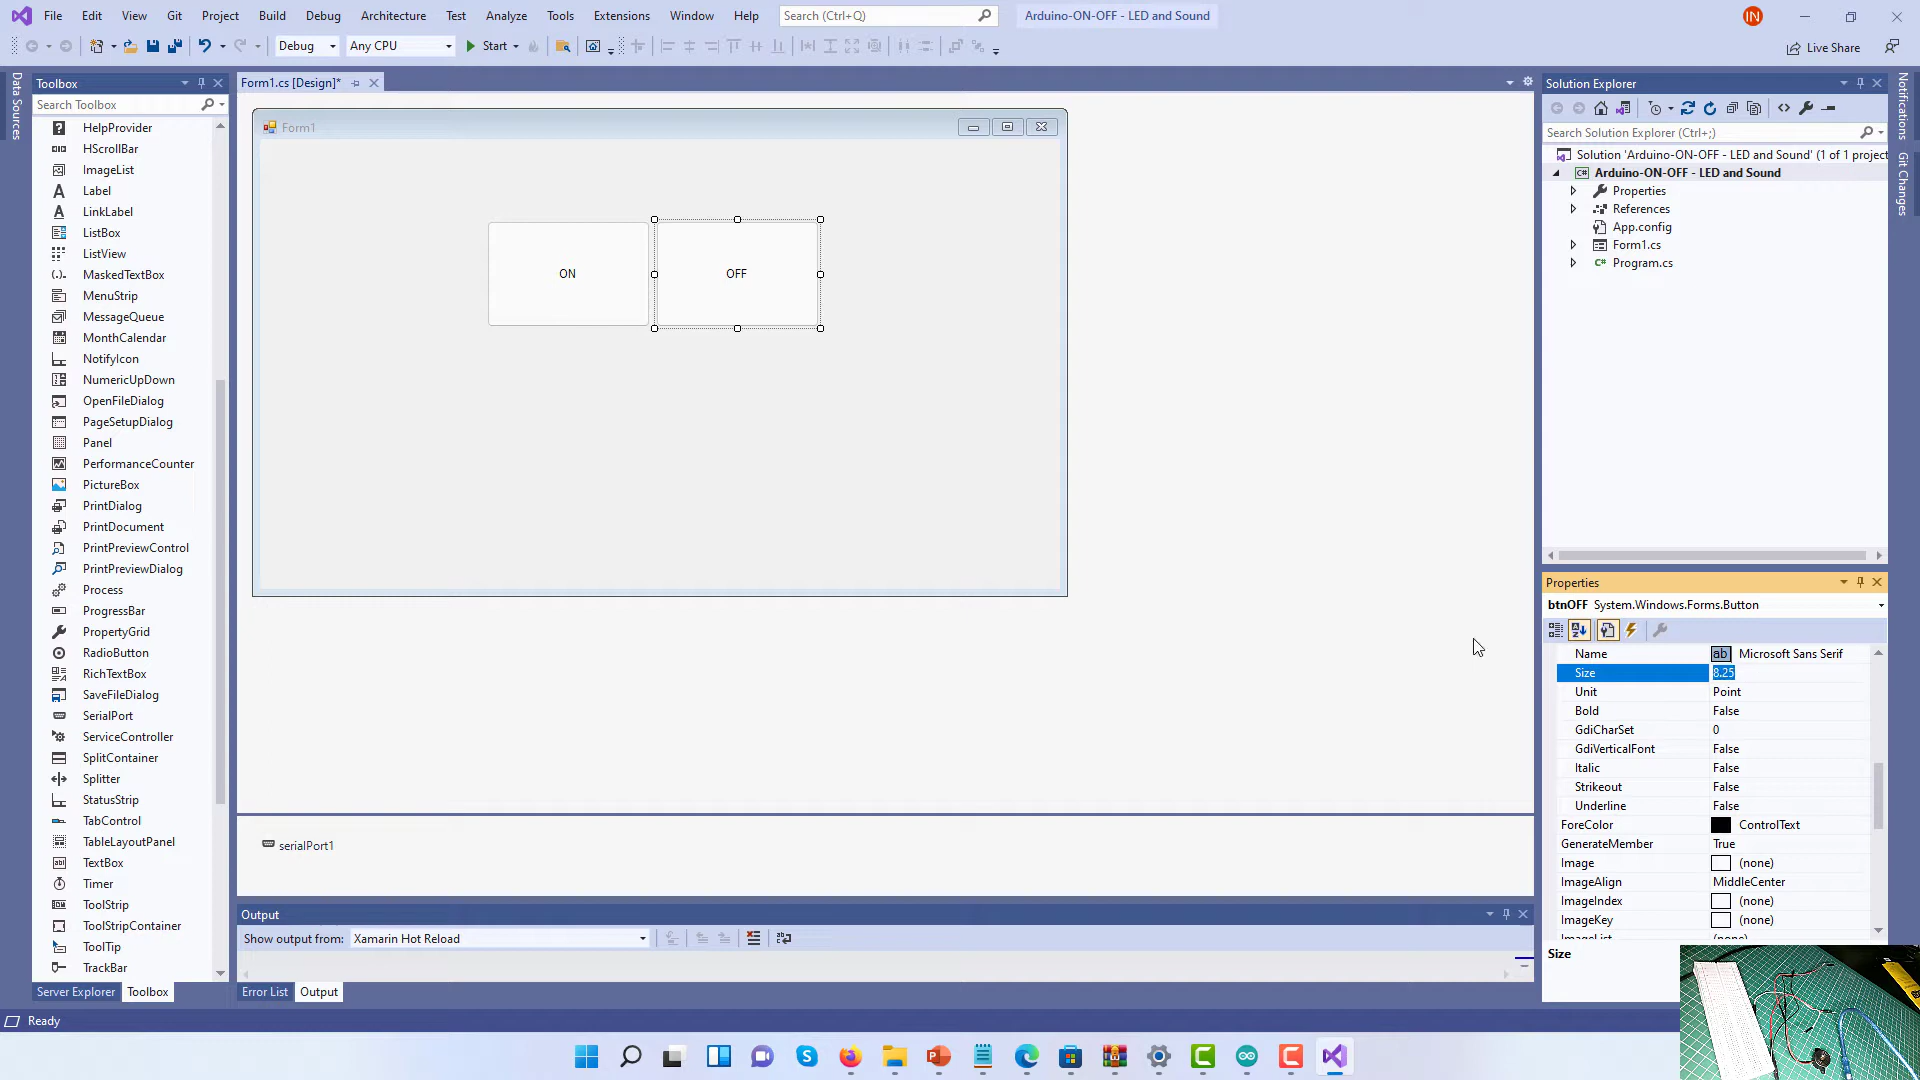 File Edit View Git Project Build Debug Architecture Test Analyze Tools Extensions Window Help Search (Ctrl+Q) Arduino-ON-OFF - LED and Sound IN
Debug Any CPU Start Live Share
Data Sources
Toolbox
Search Toolbox
HelpProvider
HScrollBar
ImageList
Label
LinkLabel
ListBox
ListView
MaskedTextBox
MenuStrip
MessageQueue
MonthCalendar
NotifyIcon
NumericUpDown
OpenFileDialog
PageSetupDialog
Panel
PerformanceCounter
PictureBox
PrintDialog
PrintDocument
PrintPreviewControl
PrintPreviewDialog
Process
ProgressBar
PropertyGrid
RadioButton
RichTextBox
SaveFileDialog
SerialPort
ServiceController
SplitContainer
Splitter
StatusStrip
TabControl
TableLayoutPanel
TextBox
Timer
ToolStrip
ToolStripContainer
ToolTip
TrackBar
Server Explorer Toolbox
Form1.cs [Design]*
Form1
ON OFF
serialPort1
Output
Show output from: Xamarin Hot Reload
Error List Output
Solution Explorer
Search Solution Explorer (Ctrl+;)
Solution 'Arduino-ON-OFF - LED and Sound' (1 of 1 project
Arduino-ON-OFF - LED and Sound
Properties
References
App.config
Form1.cs
Program.cs
Properties
btnOFF System.Windows.Forms.Button
Name ab Microsoft Sans Serif
Size 8.25
Unit Point
Bold False
GdiCharSet 0
GdiVerticalFont False
Italic False
Strikeout False
Underline False
ForeColor ControlText
GenerateMember True
Image (none)
ImageAlign MiddleCenter
ImageIndex (none)
ImageKey (none)
ImageList (none)
Size
Notifications
Git Changes
Ready